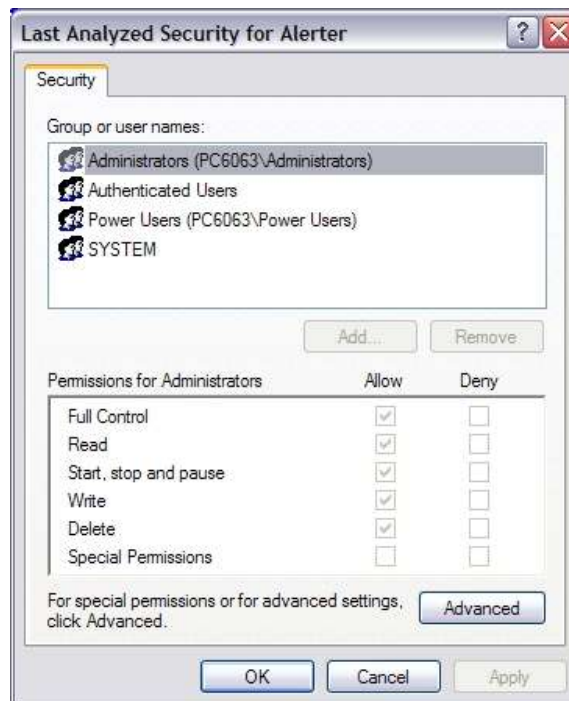 Last Analyzed Security for Alerter
Security
Group or user names:
Administrators (PC6063\Administrators)
Authenticated Users
Power Users (PC6063\Power Users)
SYSTEM
Add... Remove
Permissions for Administrators Allow Deny
Full Control
Read
Start, stop and pause
Write
Delete
Special Permissions
For special permissions or for advanced settings,
click Advanced.
Advanced
OK Cancel Apply